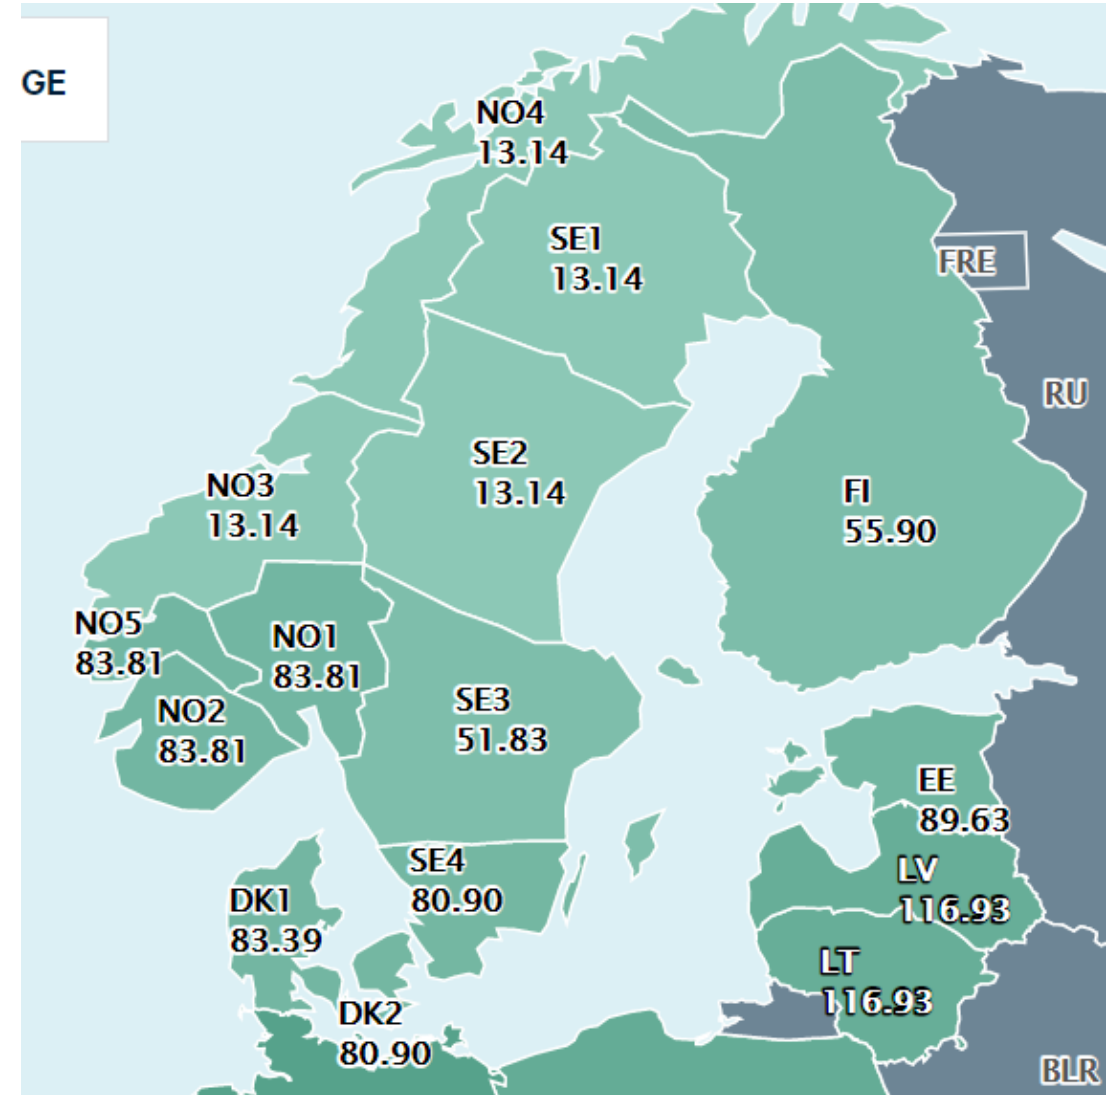 GE
NO4
13.14
SE1
13.14
FRE
RU
SE2
13.14
NO3
13.14
FI
55.90
NO5
83.81
NO1
83.81
NO2
83.81
SE3
51.83
EE
89.63
SE4
80.90
LV
116.93
DK1
83.39
LT
116.93
DK2
80.90
BLR